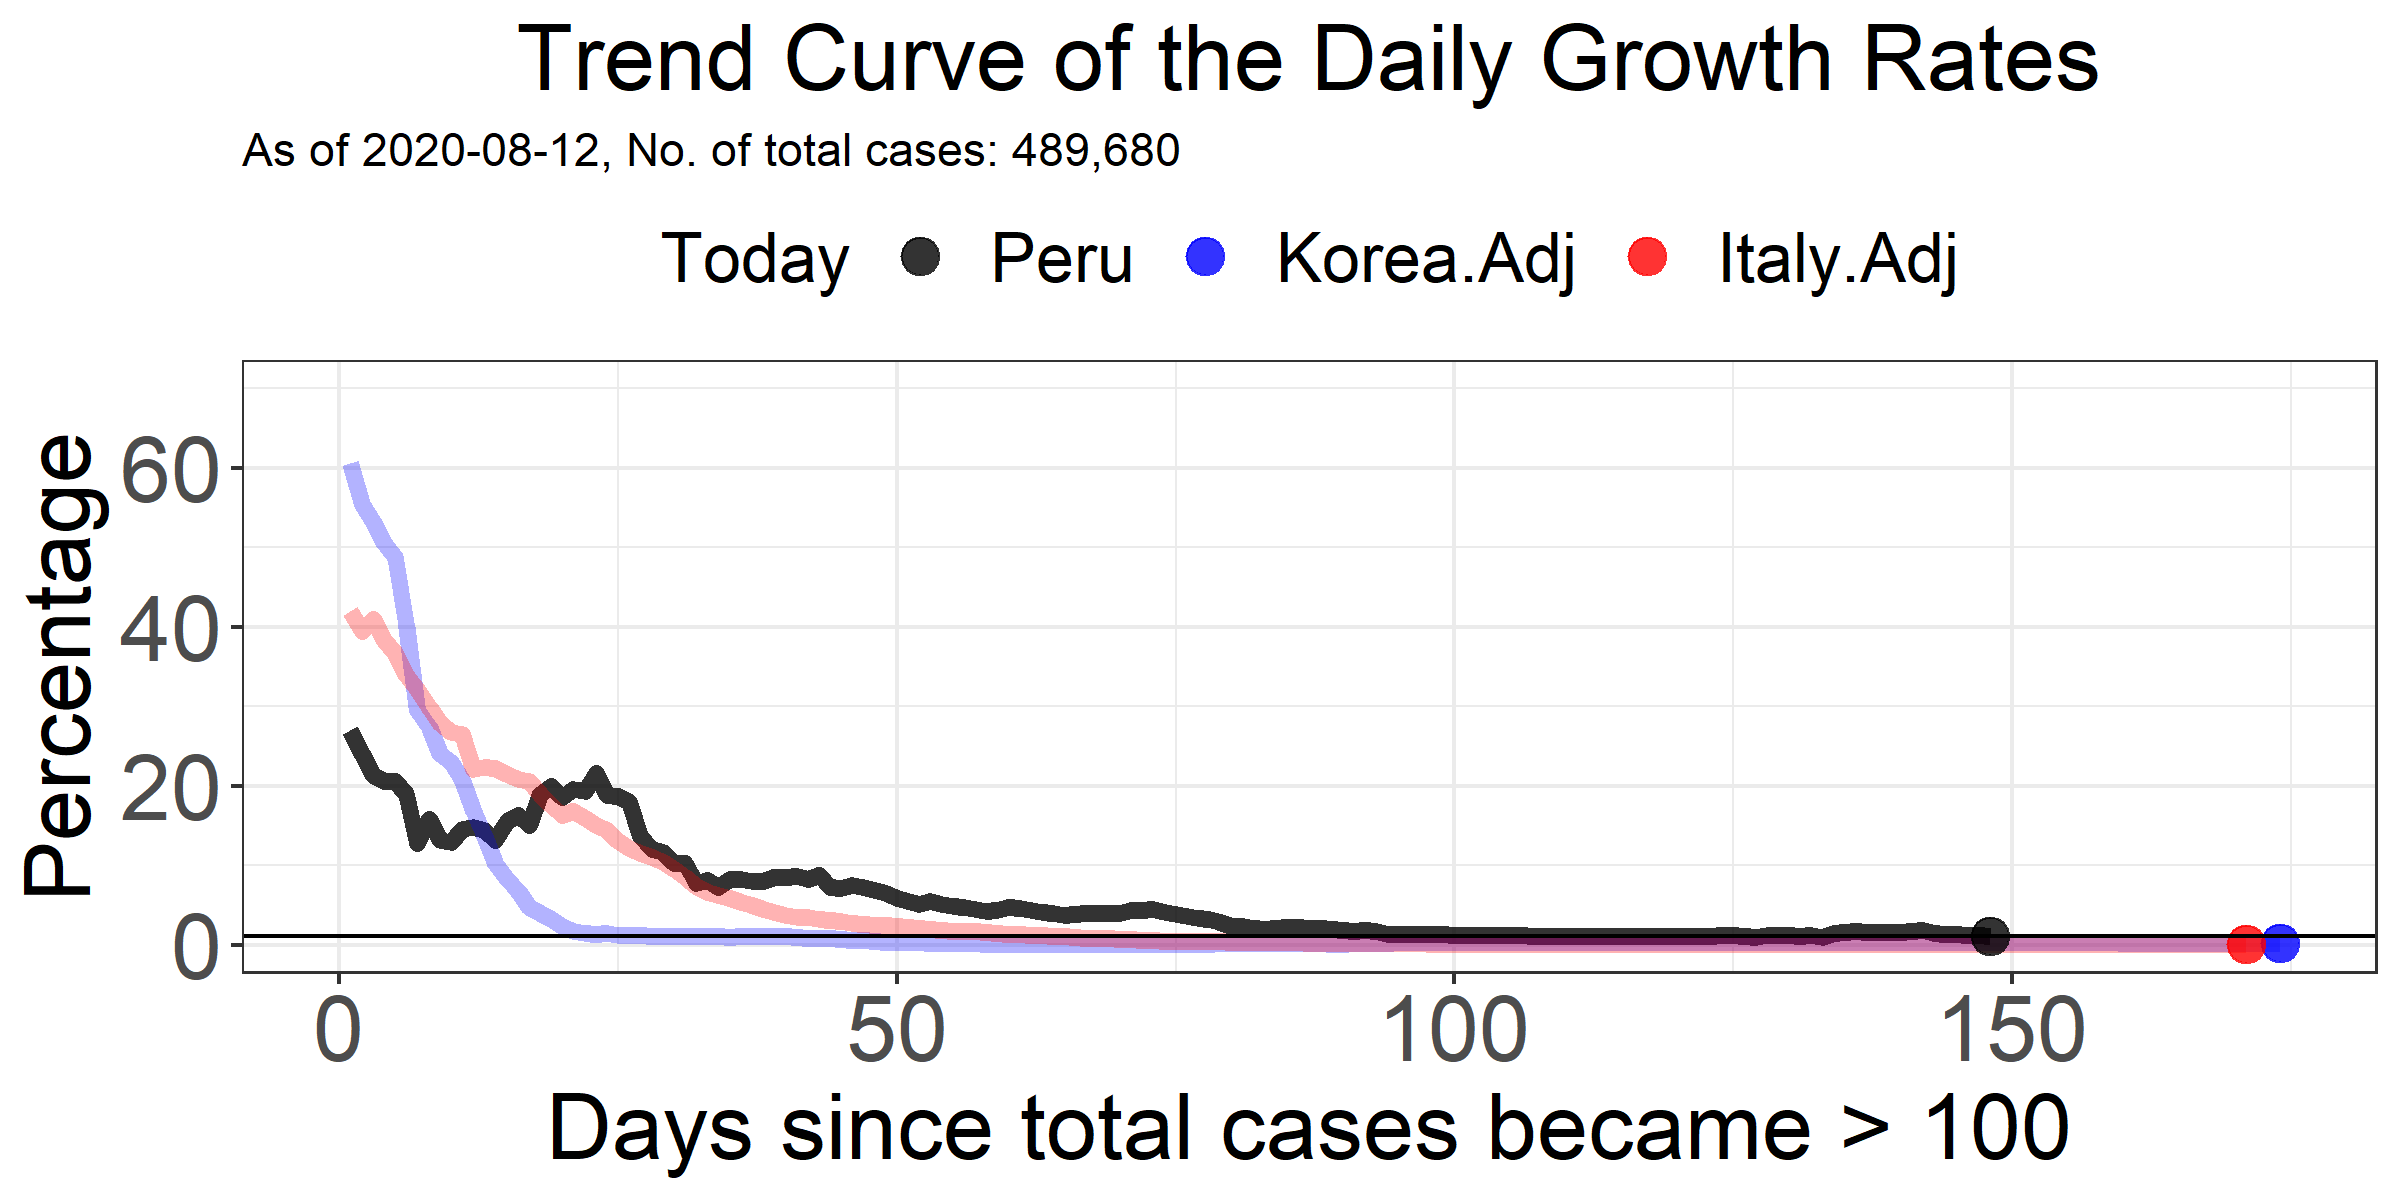 Trend Curve of the Daily Growth Rates
As of 2020-08-12, No. of total cases: 489,680
Today Peru Korea.Adj Italy.Adj
Percentage
60
40
20
0
0 50 100 150
Days since total cases became > 100